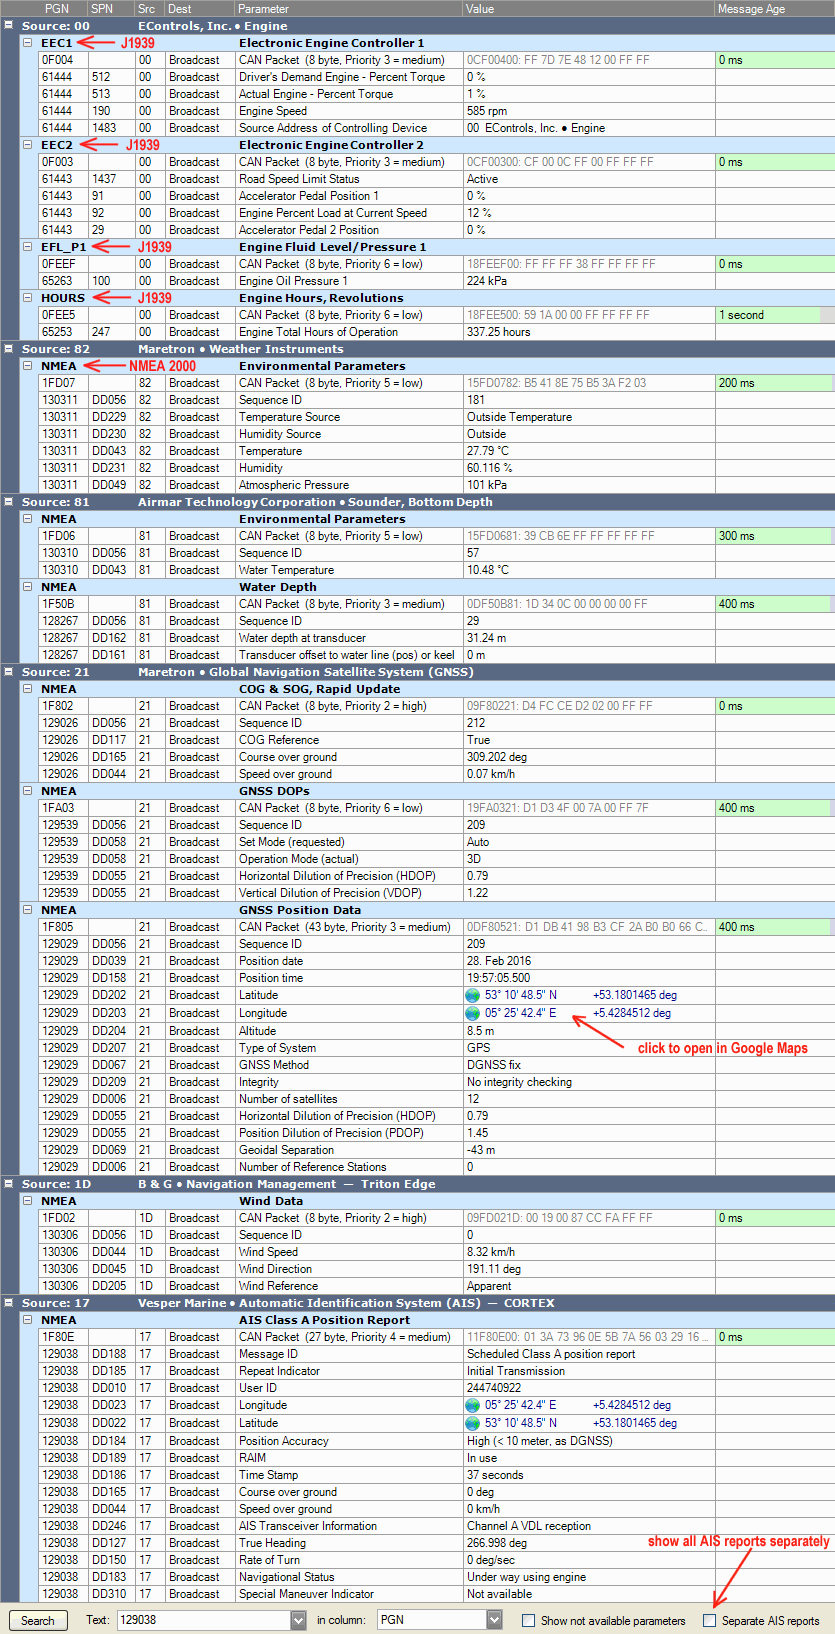 PGN SPN Src Dest Parameter Value Message Age
Source: 00 EControls, Inc. ● Engine
EEC1 J1939 Electronic Engine Controller 1
0F004 00 Broadcast CAN Packet (8 byte, Priority 3 = medium) 0CF00400: FF 7D 7E 48 12 00 FF FF 0 ms
61444 512 00 Broadcast Driver's Demand Engine - Percent Torque 0 %
61444 513 00 Broadcast Actual Engine - Percent Torque 1 %
61444 190 00 Broadcast Engine Speed 585 rpm
61444 1483 00 Broadcast Source Address of Controlling Device 00 EControls, Inc. ● Engine
EEC2 J1939 Electronic Engine Controller 2
0F003 00 Broadcast CAN Packet (8 byte, Priority 3 = medium) 0CF00300: CF 00 0C FF 00 FF FF FF 0 ms
61443 1437 00 Broadcast Road Speed Limit Status Active
61443 91 00 Broadcast Accelerator Pedal Position 1 0 %
61443 92 00 Broadcast Engine Percent Load at Current Speed 12 %
61443 29 00 Broadcast Accelerator Pedal 2 Position 0 %
EFL_P1 J1939 Engine Fluid Level/Pressure 1
0FEEF 00 Broadcast CAN Packet (8 byte, Priority 6 = low) 18FEEF00: FF FF FF 38 FF FF FF FF 0 ms
65263 100 00 Broadcast Engine Oil Pressure 1 224 kPa
HOURS J1939 Engine Hours, Revolutions
0FEE5 00 Broadcast CAN Packet (8 byte, Priority 6 = low) 18FEE500: 59 1A 00 00 FF FF FF FF 1 second
65253 247 00 Broadcast Engine Total Hours of Operation 337.25 hours
Source: 82 Maretron ● Weather Instruments
NMEA NMEA 2000 Environmental Parameters
1FD07 82 Broadcast CAN Packet (8 byte, Priority 5 = low) 15FD0782: B5 41 8E 75 B5 3A F2 03 200 ms
130311 DD056 82 Broadcast Sequence ID 181
130311 DD229 82 Broadcast Temperature Source Outside Temperature
130311 DD230 82 Broadcast Humidity Source Outside
130311 DD043 82 Broadcast Temperature 27.79 °C
130311 DD231 82 Broadcast Humidity 60.116 %
130311 DD049 82 Broadcast Atmospheric Pressure 101 kPa
Source: 81 Airmar Technology Corporation ● Sounder, Bottom Depth
NMEA Environmental Parameters
1FD06 81 Broadcast CAN Packet (8 byte, Priority 5 = low) 15FD0681: 39 CB 6E FF FF FF FF FF 300 ms
130310 DD056 81 Broadcast Sequence ID 57
130310 DD043 81 Broadcast Water Temperature 10.48 °C
NMEA Water Depth
1F50B 81 Broadcast CAN Packet (8 byte, Priority 3 = medium) 0DF50B81: 1D 34 0C 00 00 00 00 FF 400 ms
128267 DD056 81 Broadcast Sequence ID 29
128267 DD162 81 Broadcast Water depth at transducer 31.24 m
128267 DD161 81 Broadcast Transducer offset to water line (pos) or keel 0 m
Source: 21 Maretron ● Global Navigation Satellite System (GNSS)
NMEA COG & SOG, Rapid Update
1F802 21 Broadcast CAN Packet (8 byte, Priority 2 = high) 09F80221: D4 FC CE D2 02 00 FF FF 0 ms
129026 DD056 21 Broadcast Sequence ID 212
129026 DD117 21 Broadcast COG Reference True
129026 DD165 21 Broadcast Course over ground 309.202 deg
129026 DD044 21 Broadcast Speed over ground 0.07 km/h
NMEA GNSS DOPs
1FA03 21 Broadcast CAN Packet (8 byte, Priority 6 = low) 19FA0321: D1 D3 4F 00 7A 00 FF 7F 400 ms
129539 DD056 21 Broadcast Sequence ID 209
129539 DD058 21 Broadcast Set Mode (requested) Auto
129539 DD058 21 Broadcast Operation Mode (actual) 3D
129539 DD055 21 Broadcast Horizontal Dilution of Precision (HDOP) 0.79
129539 DD055 21 Broadcast Vertical Dilution of Precision (VDOP) 1.22
NMEA GNSS Position Data
1F805 21 Broadcast CAN Packet (43 byte, Priority 3 = medium) 0DF80521: D1 DB 41 98 B3 CF 2A B0 B0 66 C... 400 ms
129029 DD056 21 Broadcast Sequence ID 209
129029 DD039 21 Broadcast Position date 28. Feb 2016
129029 DD158 21 Broadcast Position time 19:57:05.500
129029 DD202 21 Broadcast Latitude 53° 10' 48.5" N +53.1801465 deg
129029 DD203 21 Broadcast Longitude 05° 25' 42.4" E +5.4284512 deg
129029 DD204 21 Broadcast Altitude 8.5 m
129029 DD207 21 Broadcast Type of System GPS click to open in Google Maps
129029 DD067 21 Broadcast GNSS Method DGNSS fix
129029 DD209 21 Broadcast Integrity No integrity checking
129029 DD006 21 Broadcast Number of satellites 12
129029 DD055 21 Broadcast Horizontal Dilution of Precision (HDOP) 0.79
129029 DD055 21 Broadcast Position Dilution of Precision (PDOP) 1.45
129029 DD069 21 Broadcast Geoidal Separation -43 m
129029 DD006 21 Broadcast Number of Reference Stations 0
Source: 1D B & G ● Navigation Management — Triton Edge
NMEA Wind Data
1FD02 1D Broadcast CAN Packet (8 byte, Priority 2 = high) 09FD021D: 00 19 00 87 CC FA FF FF 0 ms
130306 DD056 1D Broadcast Sequence ID 0
130306 DD044 1D Broadcast Wind Speed 8.32 km/h
130306 DD045 1D Broadcast Wind Direction 191.11 deg
130306 DD205 1D Broadcast Wind Reference Apparent
Source: 17 Vesper Marine ● Automatic Identification System (AIS) — CORTEX
NMEA AIS Class A Position Report
1F80E 17 Broadcast CAN Packet (27 byte, Priority 4 = medium) 11F80E00: 01 3A 73 96 0E 5B 7A 56 03 29 16 ... 0 ms
129038 DD188 17 Broadcast Message ID Scheduled Class A position report
129038 DD185 17 Broadcast Repeat Indicator Initial Transmission
129038 DD010 17 Broadcast User ID 244740922
129038 DD023 17 Broadcast Longitude 05° 25' 42.4" E +5.4284512 deg
129038 DD022 17 Broadcast Latitude 53° 10' 48.5" N +53.1801465 deg
129038 DD184 17 Broadcast Position Accuracy High (< 10 meter, as DGNSS)
129038 DD189 17 Broadcast RAIM In use
129038 DD186 17 Broadcast Time Stamp 37 seconds
129038 DD165 17 Broadcast Course over ground 0 deg
129038 DD044 17 Broadcast Speed over ground 0 km/h
129038 DD246 17 Broadcast AIS Transceiver Information Channel A VDL reception
129038 DD127 17 Broadcast True Heading 266.998 deg show all AIS reports separately
129038 DD150 17 Broadcast Rate of Turn 0 deg/sec
129038 DD183 17 Broadcast Navigational Status Under way using engine
129038 DD310 17 Broadcast Special Maneuver Indicator Not available
Search Text: 129038 in column: PGN Show not available parameters Separate AIS reports